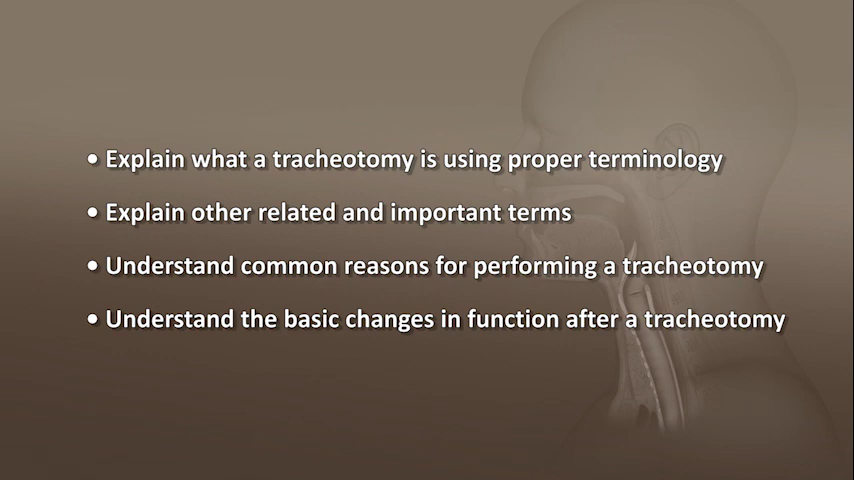 • Explain what a tracheotomy is using proper terminology
• Explain other related and important terms
• Understand common reasons for performing a tracheotomy
• Understand the basic changes in function after a tracheotomy